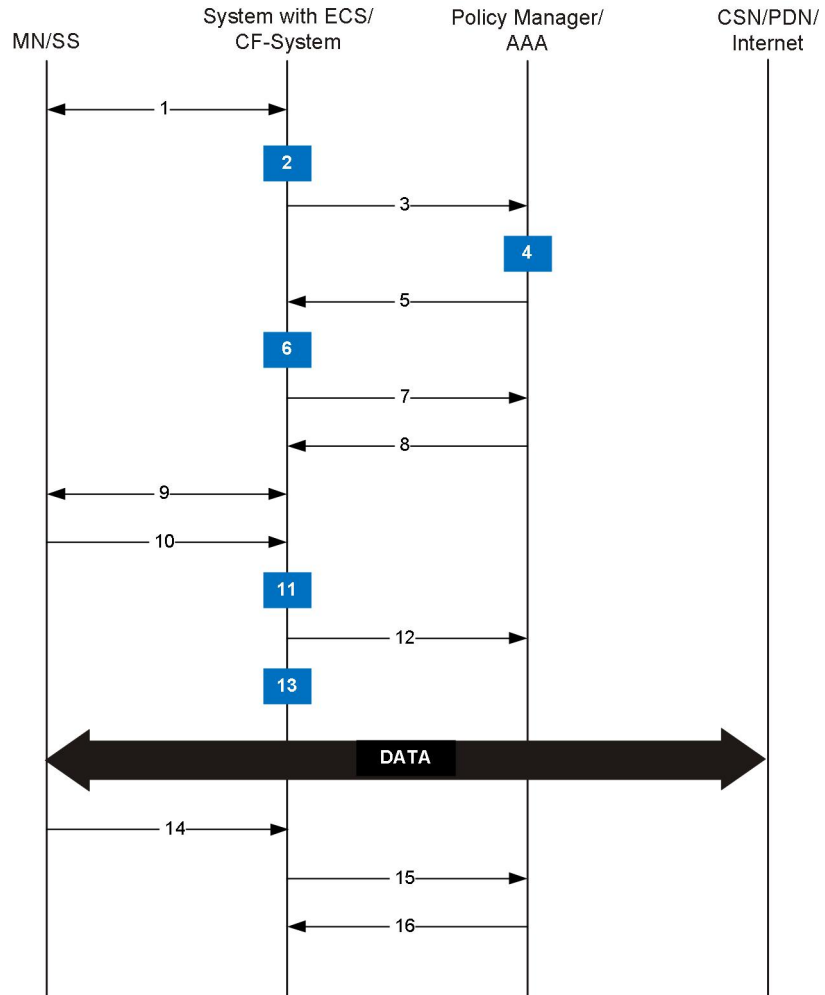 MN/SS
System with ECS/
CF-System
Policy Manager/
AAA
CSN/PDN/
Internet
1
2
3
4
5
6
7
8
9
10
11
12
13
DATA
14
15
16